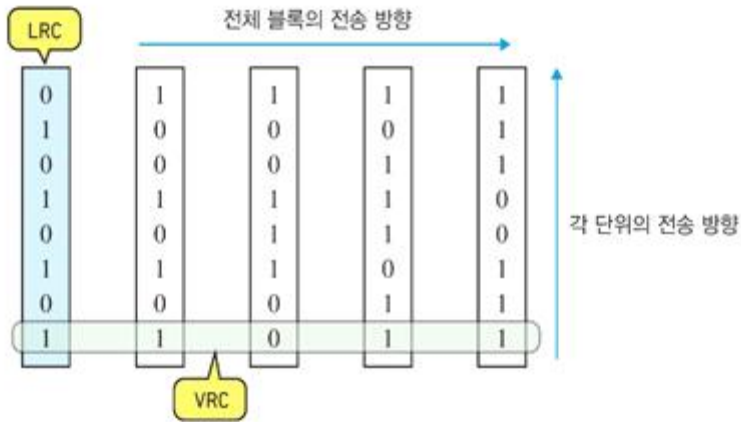 전체 블록의 전송 방향
LRC
0 1 1 1 1
1 0 0 0 1
0 0 0 1 1
1 1 1 1 0
0 0 1 1 0
1 1 1 0 1
0 0 0 1 1
1 1 0 1 1
각 단위의 전송 방향
VRC